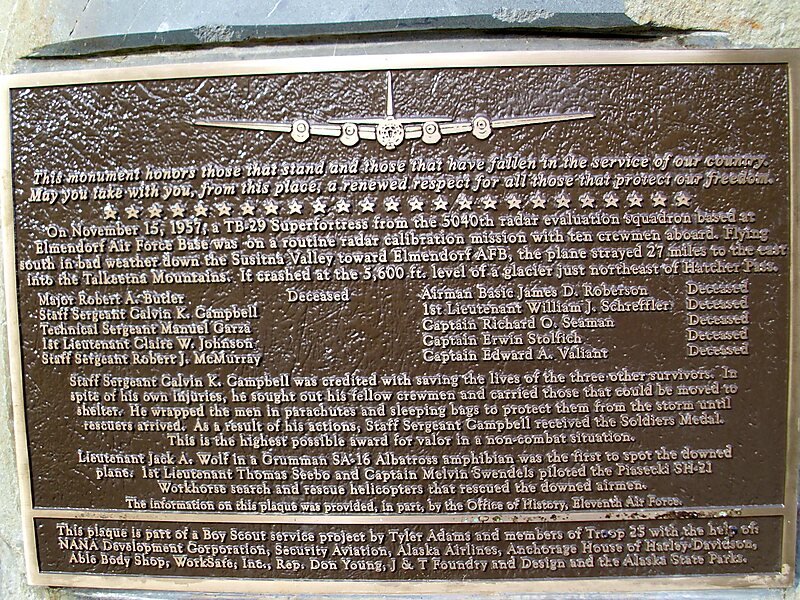 This monument honors those that stand and those that have fallen in the service of our country.
May you take with you, from this place, a renewed respect for all those that protect our freedom.
On November 15, 1957, a TB-29 Superfortress from the 5040th radar evaluation squadron based at
Elmendorf Air Force Base was on a routine radar calibration mission with ten crewmen aboard. Flying
south in bad weather down the Susitna Valley toward Elmendorf AFB, the plane strayed 27 miles to the east
into the Talkeetna Mountains. It crashed at the 5,600 ft. level of a glacier just northeast of Hatcher Pass.
Major Robert A. Butler Deceased
Staff Sergeant Calvin K. Campbell
Technical Sergeant Manuel Garza
1st Lieutenant Claire W. Johnson
Staff Sergeant Robert J. McMurray
Airman Basic James D. Roberson Deceased
1st Lieutenant William J. Schreffler Deceased
Captain Richard O. Seaman Deceased
Captain Erwin Stolfich Deceased
Captain Edward A. Valiant Deceased
Staff Sergeant Calvin K. Campbell was credited with saving the lives of the three other survivors. In
spite of his own injuries, he sought out his fellow crewmen and carried those that could be moved to
shelter. He wrapped the men in parachutes and sleeping bags to protect them from the storm until
rescuers arrived. As a result of his actions, Staff Sergeant Campbell received the Soldiers Medal.
This is the highest possible award for valor in a non-combat situation.
Lieutenant Jack A. Wolf in a Grumman SA-16 Albatross amphibian was the first to spot the downed
plane. 1st Lieutenant Thomas Seebo and Captain Melvin Swendels piloted the Piasecki SH-21
Workhorse search and rescue helicopters that rescued the downed airmen.
The information on this plaque was provided, in part, by the Office of History, Eleventh Air Force.
This plaque is part of a Boy Scout service project by Tyler Adams and members of Troop 25 with the help of:
NANA Development Corporation, Security Aviation, Alaska Airlines, Anchorage House of Harley-Davidson,
Able Body Shop, WorkSafe, Inc., Rep. Don Young, J & T Foundry and Design and the Alaska State Parks.